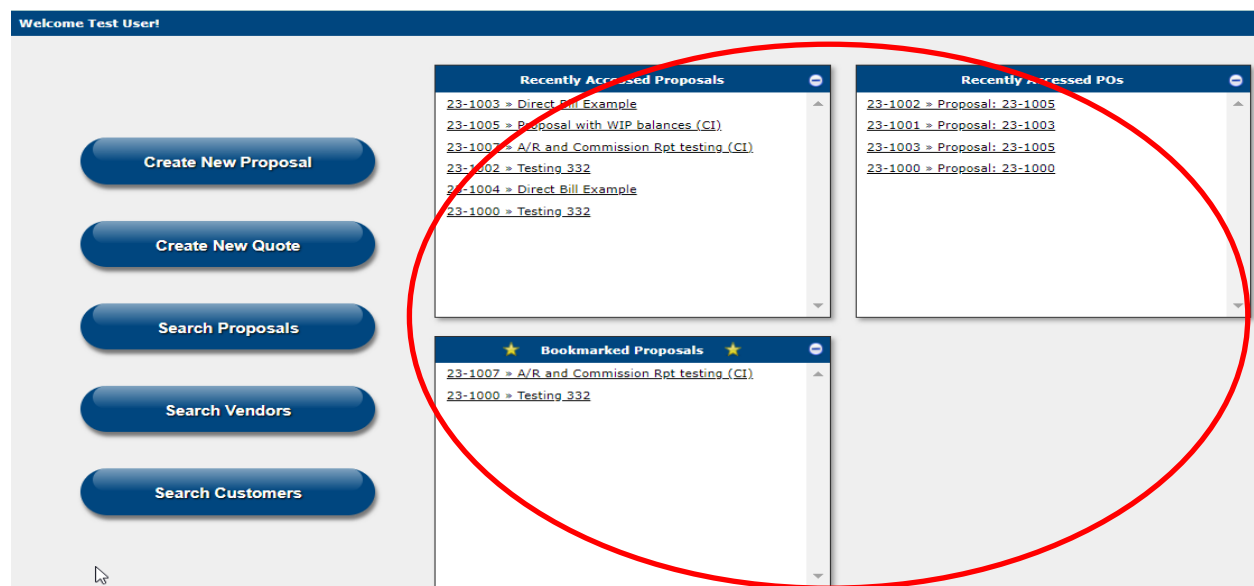 Welcome Test User!
Create New Proposal
Create New Quote
Search Proposals
Search Vendors
Search Customers
Recently Accessed Proposals
23-1003 » Direct Bill Example
23-1005 » Proposal with WIP balances (CI)
23-1007 » A/R and Commission Rpt testing (CI)
23-1002 » Testing 332
23-1004 » Direct Bill Example
23-1000 » Testing 332
Recently Accessed POs
23-1002 » Proposal: 23-1005
23-1001 » Proposal: 23-1003
23-1003 » Proposal: 23-1005
23-1000 » Proposal: 23-1000
Bookmarked Proposals
23-1007 » A/R and Commission Rpt testing (CI)
23-1000 » Testing 332